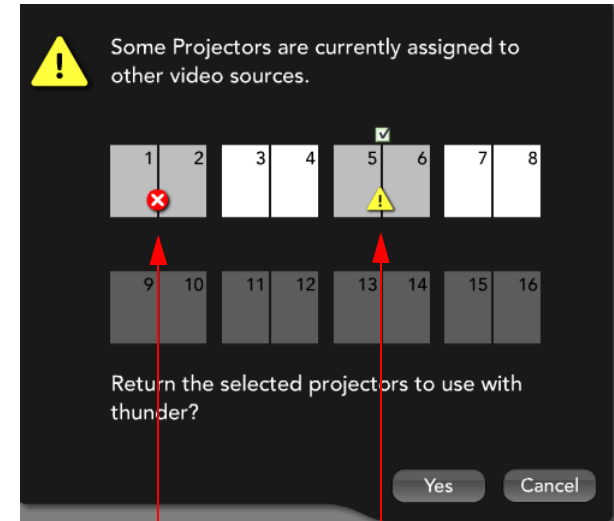 Some Projectors are currently assigned to
other video sources.
1 2 3 4 5 6 7 8
9 10 11 12 13 14 15 16
Return the selected projectors to use with
thunder?
Yes Cancel